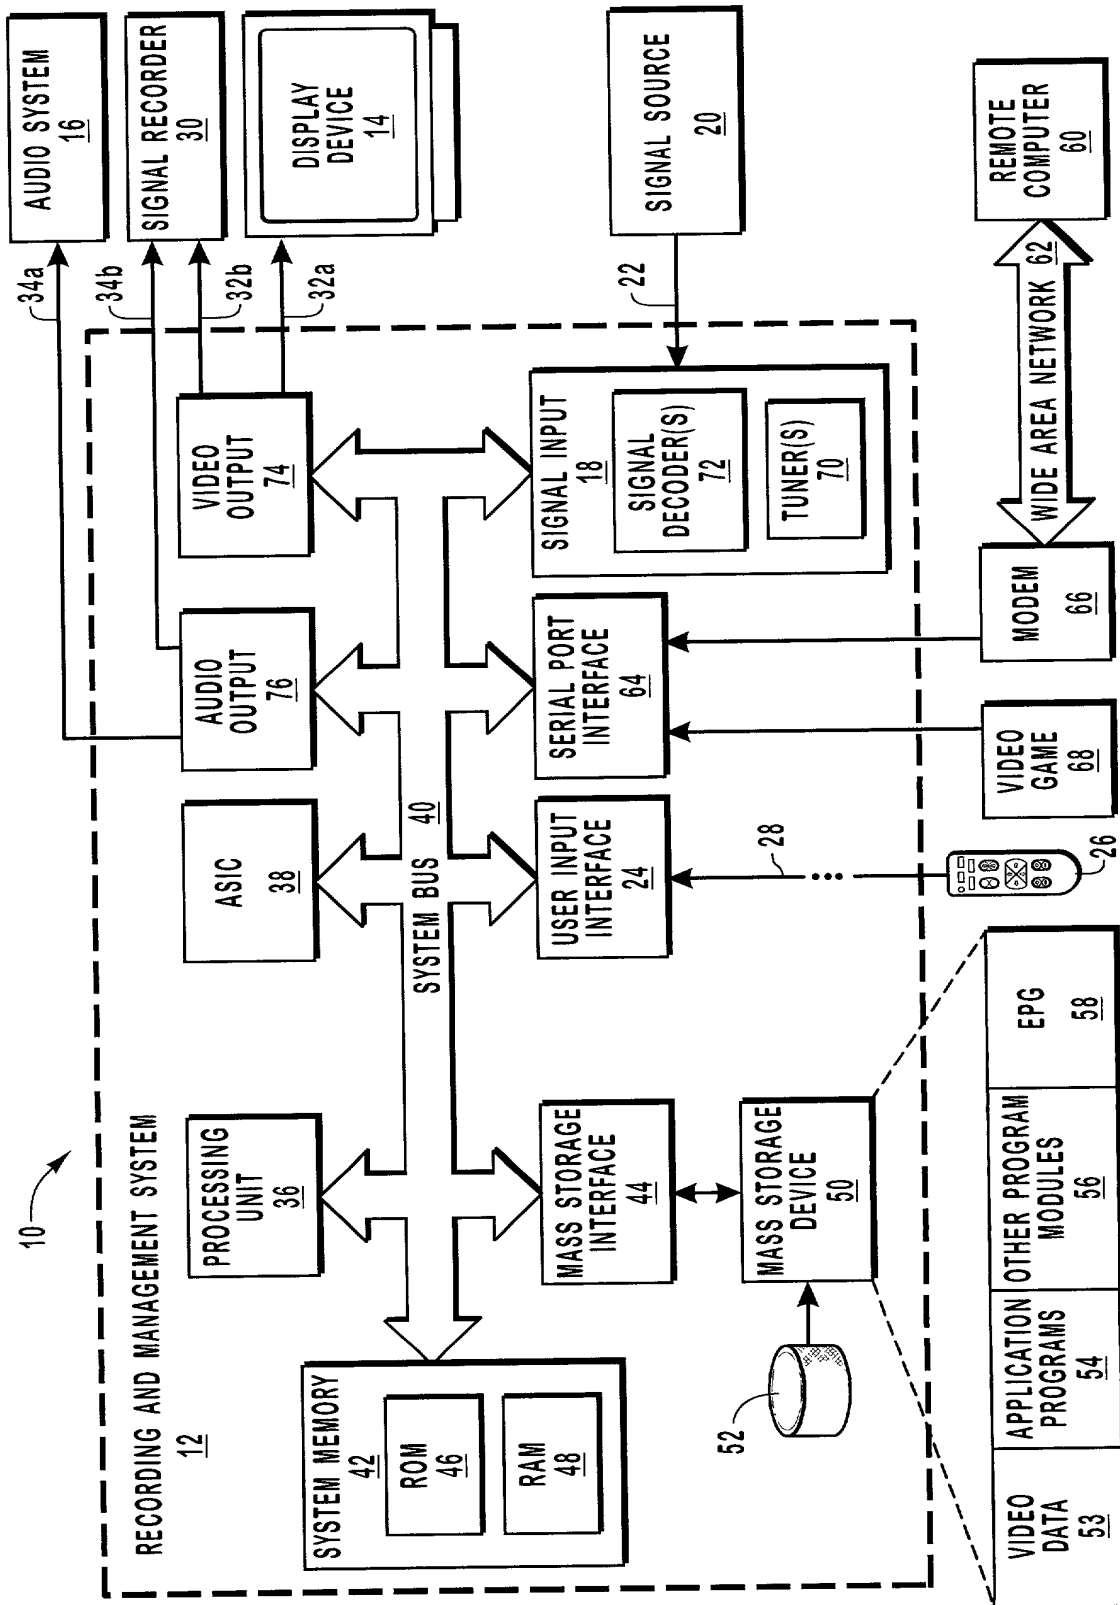 10
RECORDING AND MANAGEMENT SYSTEM
12
SYSTEM MEMORY
42
ROM
46
RAM
48
PROCESSING
UNIT
36
ASIC
38
AUDIO
OUTPUT
76
VIDEO
OUTPUT
74
34a
34b
32b
32a
AUDIO SYSTEM
16
SIGNAL RECORDER
30
DISPLAY
DEVICE
14
SYSTEM BUS
40
MASS STORAGE
INTERFACE
44
USER INPUT
INTERFACE
24
SERIAL PORT
INTERFACE
64
SIGNAL INPUT
18
SIGNAL
DECODER(S)
72
TUNER(S)
70
22
SIGNAL SOURCE
20
52
MASS STORAGE
DEVICE
50
28
26
VIDEO
GAME
68
MODEM
66
WIDE AREA NETWORK 62
REMOTE
COMPUTER
60
VIDEO
DATA
53
APPLICATION
PROGRAMS
54
OTHER PROGRAM
MODULES
56
EPG
58